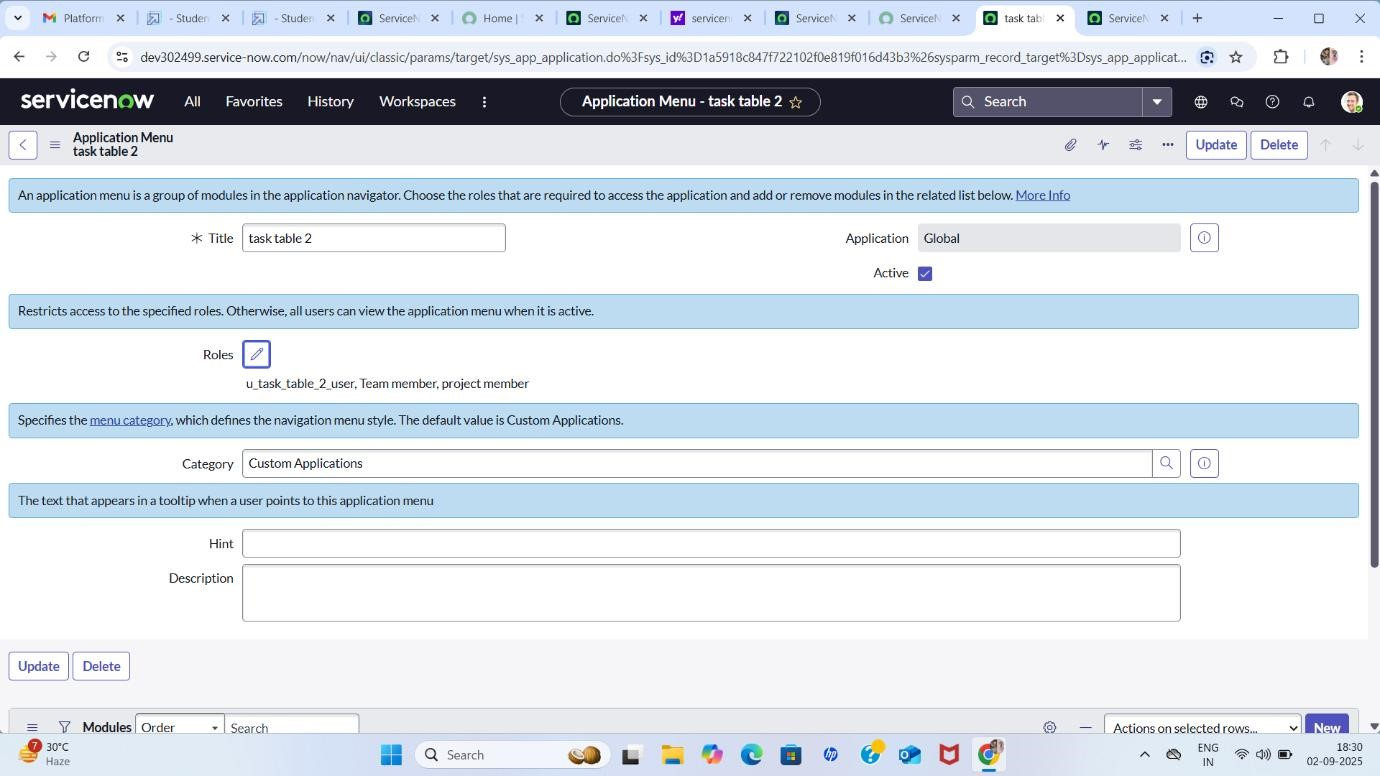 Platform
- Studen
- Studen
ServiceN
Home | S
ServiceN
servicen
ServiceN
ServiceN
task tabl
ServiceN
dev302499.service-now.com/now/nav/ui/classic/params/target/sys_app_application.do%3Fsys_id%3D1a5918c847f722102f0e819f016d43b3%26sysparm_record_target%3Dsys_app_applicat...
servicenow
All
Favorites
History
Workspaces
Application Menu - task table 2
Search
Application Menu
task table 2
Update
Delete
An application menu is a group of modules in the application navigator. Choose the roles that are required to access the application and add or remove modules in the related list below. More Info
Title
task table 2
Application
Global
Active
Restricts access to the specified roles. Otherwise, all users can view the application menu when it is active.
Roles
u_task_table_2_user, Team member, project member
Specifies the menu category, which defines the navigation menu style. The default value is Custom Applications.
Category
Custom Applications
The text that appears in a tooltip when a user points to this application menu
Hint
Description
Update
Delete
Modules
Order
Search
Actions on selected rows...
New
7
30°C
Haze
Search
ENG
IN
18:30
02-09-2025